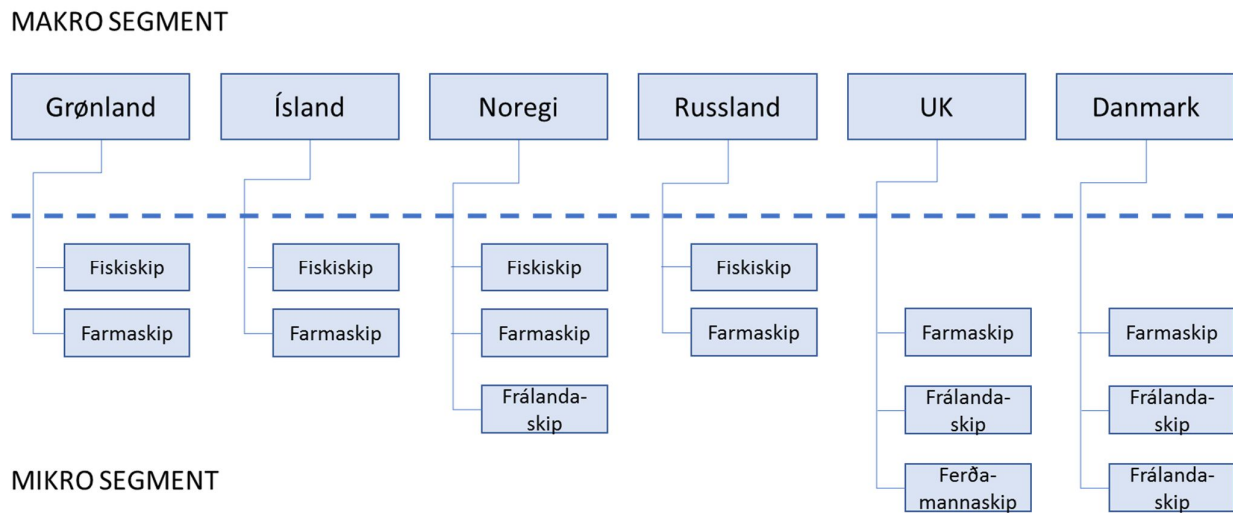 MAKRO SEGMENT
Grønland
Ísland
Noregi
Russland
UK
Danmark
Fiskiskip
Fiskiskip
Fiskiskip
Fiskiskip
Farmaskip
Farmaskip
Farmaskip
Farmaskip
Farmaskip
Farmaskip
Frálanda-
skip
Frálanda-
skip
Frálanda-
skip
MIKRO SEGMENT
Ferða-
mannaskip
Frálanda-
skip